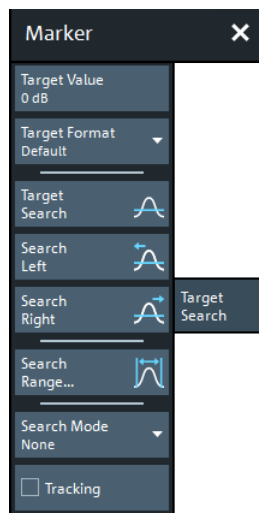 Marker
Target Value
0 dB
Target Format
Default
Target
Search
Search
Left
Search
Right
Search
Range...
Search Mode
None
Tracking
Target
Search